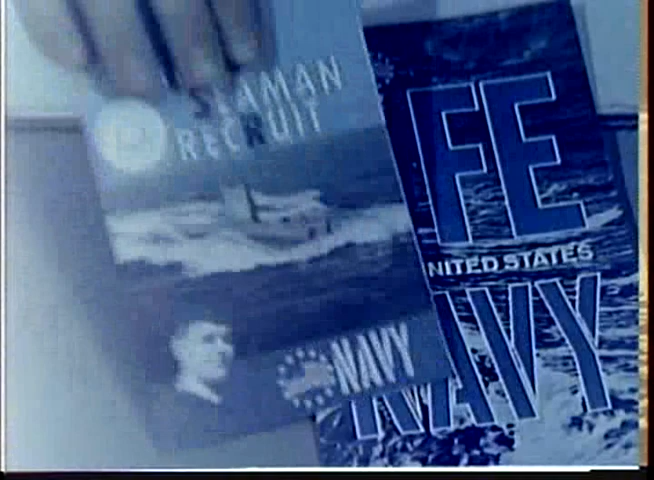 SEAMAN
RECRUIT
NAVY
FE
NITED STATES
NAVY